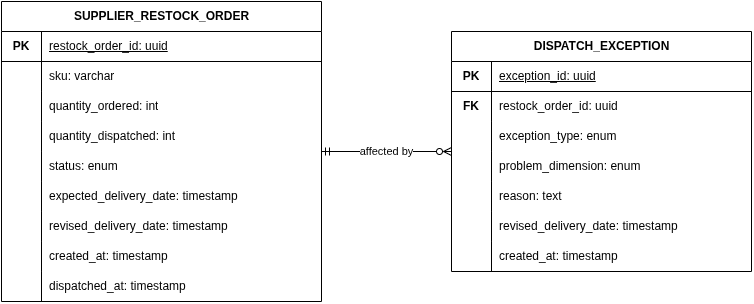 SUPPLIER_RESTOCK_ORDER
PK restock_order_id: uuid
sku: varchar
quantity_ordered: int
quantity_dispatched: int
status: enum
expected_delivery_date: timestamp
revised_delivery_date: timestamp
created_at: timestamp
dispatched_at: timestamp
affected by
DISPATCH_EXCEPTION
PK exception_id: uuid
FK restock_order_id: uuid
exception_type: enum
problem_dimension: enum
reason: text
revised_delivery_date: timestamp
created_at: timestamp